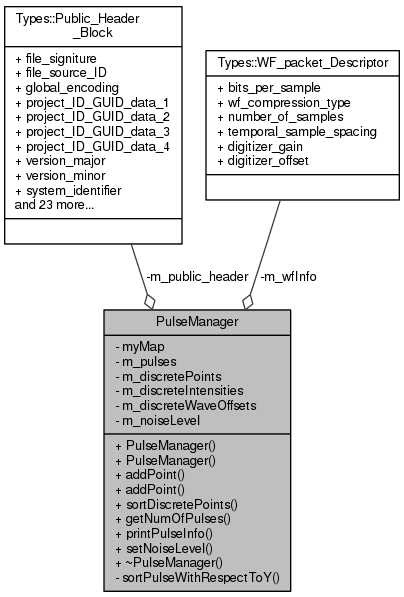 Types::Public_Header
_Block
+ file_signiture
+ file_source_ID
+ global_encoding
+ project_ID_GUID_data_1
+ project_ID_GUID_data_2
+ project_ID_GUID_data_3
+ project_ID_GUID_data_4
+ version_major
+ version_minor
+ system_identifier
and 23 more...
Types::WF_packet_Descriptor
+ bits_per_sample
+ wf_compression_type
+ number_of_samples
+ temporal_sample_spacing
+ digitizer_gain
+ digitizer_offset
-m_public_header
-m_wfInfo
PulseManager
- myMap
- m_pulses
- m_discretePoints
- m_discreteIntensities
- m_discreteWaveOffsets
- m_noiseLevel
+ PulseManager()
+ PulseManager()
+ addPoint()
+ addPoint()
+ sortDiscretePoints()
+ getNumOfPulses()
+ printPulseInfo()
+ setNoiseLevel()
+ ~PulseManager()
- sortPulseWithRespectToY()